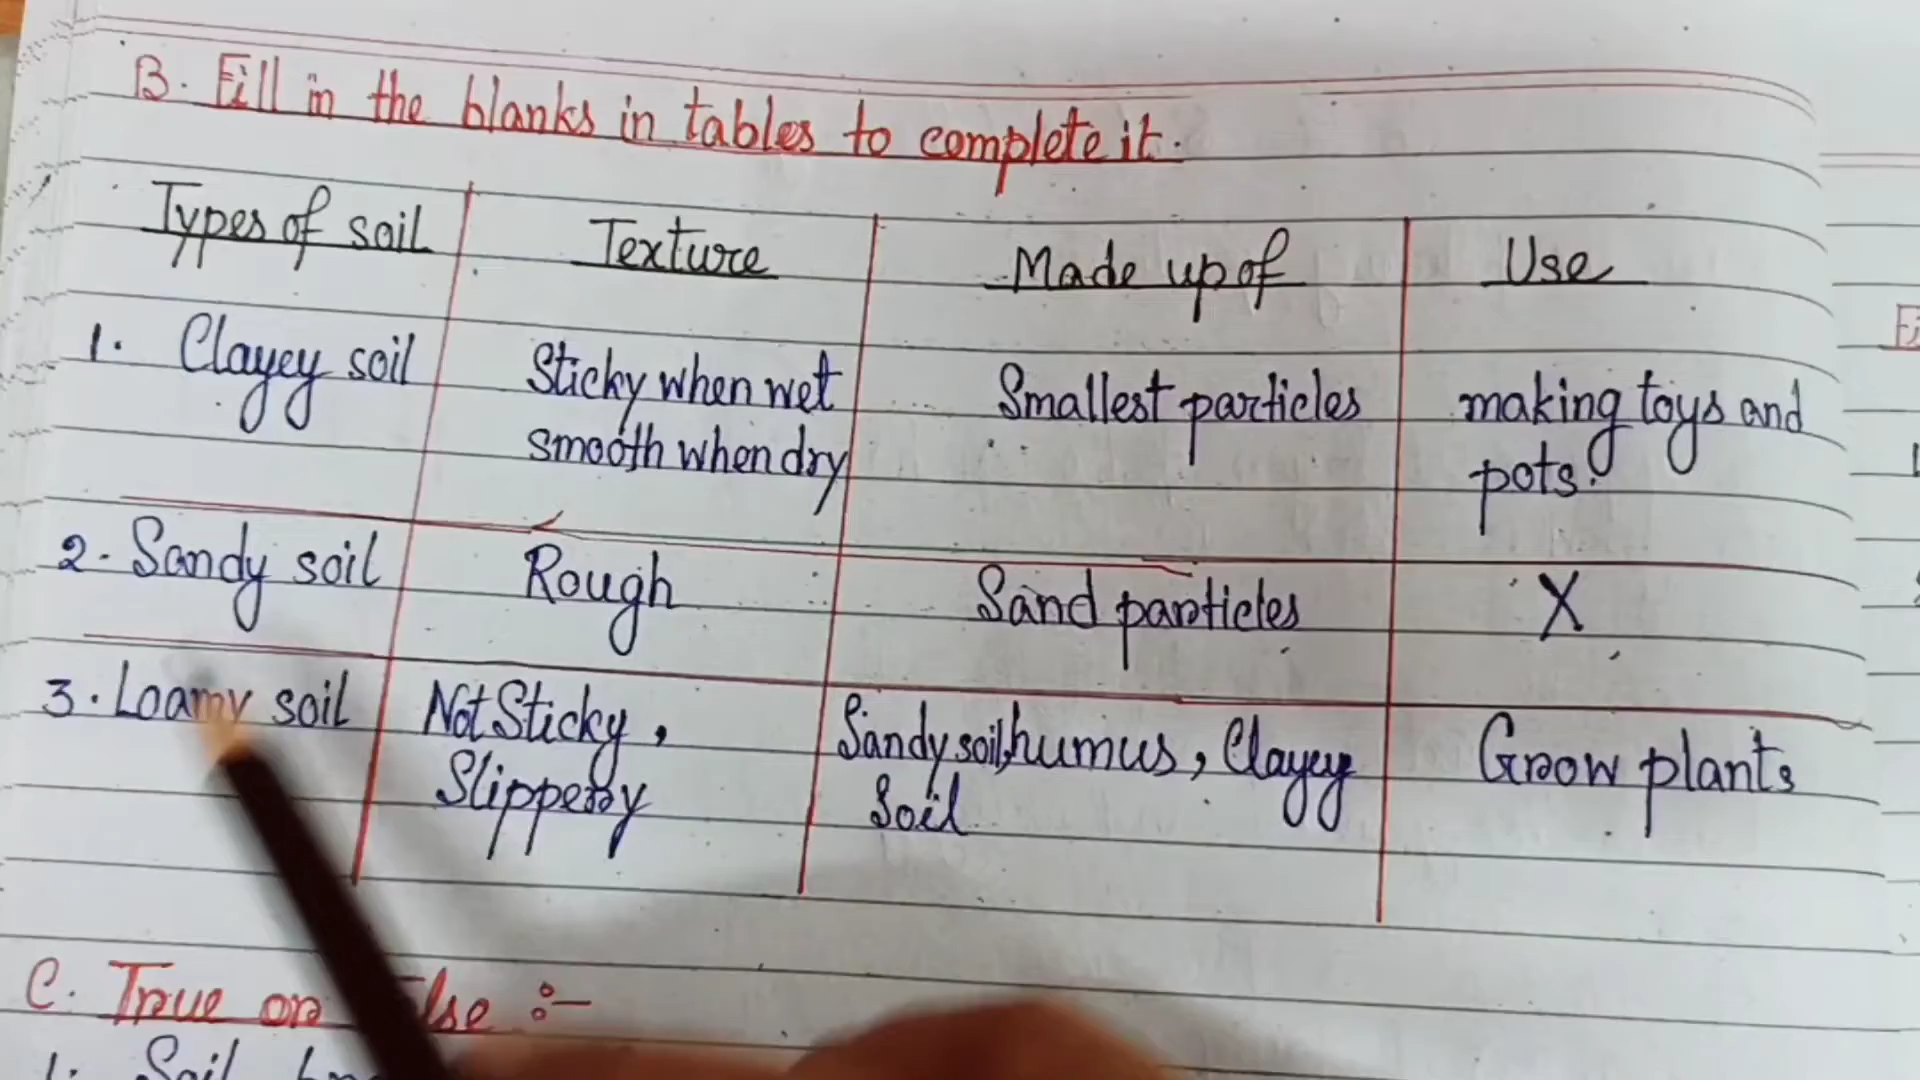 B. Fill in the blanks in tables to complete it.
Types of soil Texture Made up of Use
1. Clayey soil Sticky when wet Smallest particles making toys and
smooth when dry pots.
2- Sandy soil Rough Sand particles X
3. Loamy soil Not Sticky, Sandy soil, humus, Clayey Grow plants
Slippery Soil
C. True or :-
1. Soil